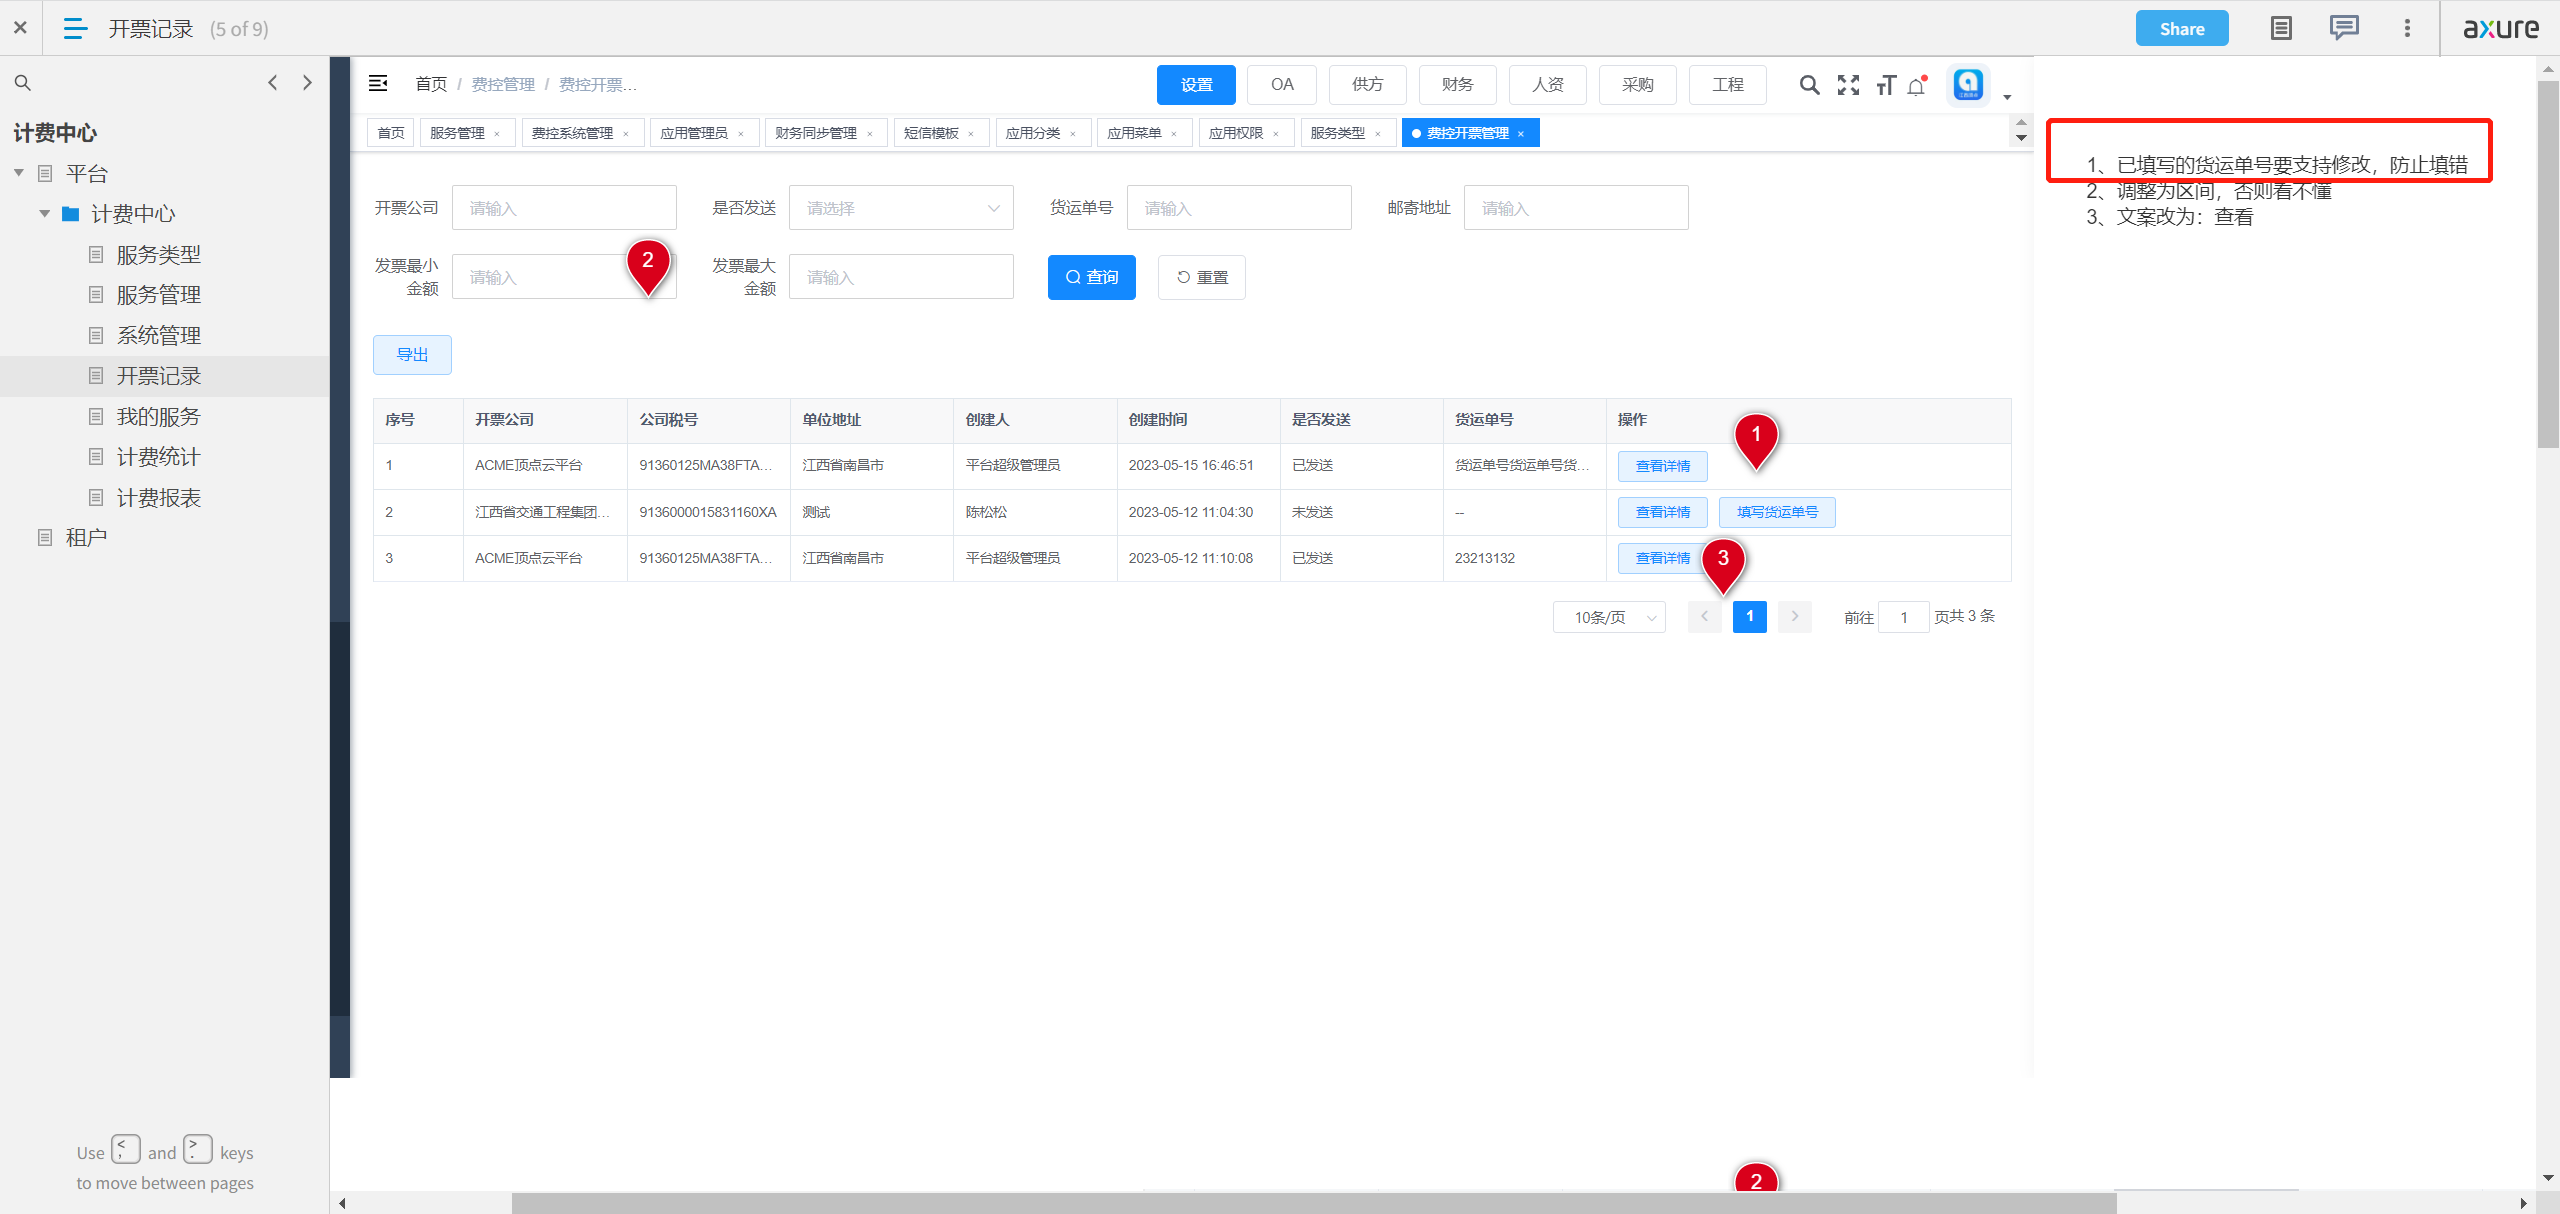 开票记录 (5 of 9)
Share
axure
计费中心
平台
计费中心
服务类型
服务管理
系统管理
开票记录
我的服务
计费统计
计费报表
租户
Use < , and > . keys
to move between pages
首页 / 费控管理 / 费控开票...
设置 OA 供方 财务 人资 采购 工程
首页 服务管理 × 费控系统管理 × 应用管理员 × 财务同步管理 × 短信模板 × 应用分类 × 应用菜单 × 应用权限 × 服务类型 × 费控开票管理 ×
开票公司 请输入 是否发送 请选择 货运单号 请输入 邮寄地址 请输入
发票最小金额 请输入 2 发票最大金额 请输入 查询 重置
导出
序号 开票公司 公司税号 单位地址 创建人 创建时间 是否发送 货运单号 操作 1
1 ACME顶点云平台 91360125MA38FTA... 江西省南昌市 平台超级管理员 2023-05-15 16:46:51 已发送 货运单号货运单号货... 查看详情
2 江西省交通工程集团... 9136000015831160XA 测试 陈松松 2023-05-12 11:04:30 未发送 -- 查看详情 填写货运单号
3 ACME顶点云平台 91360125MA38FTA... 江西省南昌市 平台超级管理员 2023-05-12 11:10:08 已发送 23213132 查看详情 3
10条/页 1 前往 1 页共 3 条
1、已填写的货运单号要支持修改，防止填错
2、调整为区间，否则看不懂
3、文案改为：查看
2